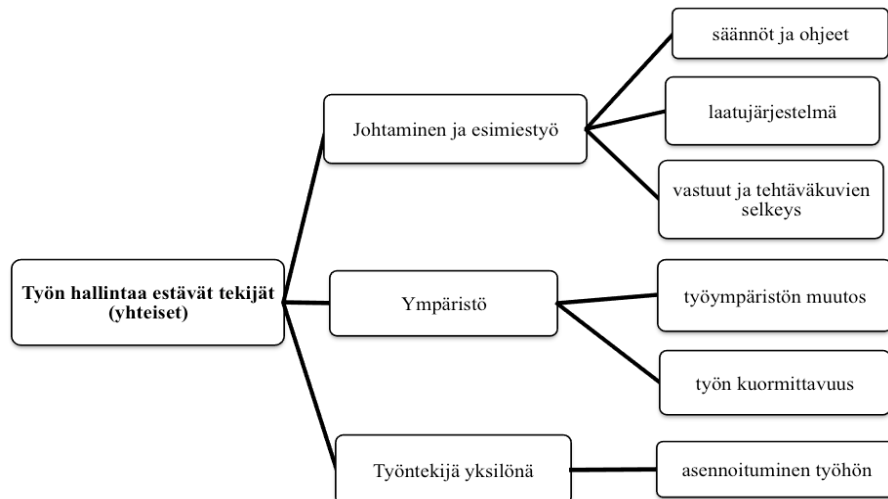 Työn hallintaa estävät tekijät
(yhteiset)
Johtaminen ja esimiestyö
säännöt ja ohjeet
laatujärjestelmä
vastuut ja tehtäväkuvien
selkeys
Ympäristö
työympäristön muutos
työn kuormittavuus
Työntekijä yksilönä
asennoituminen työhön